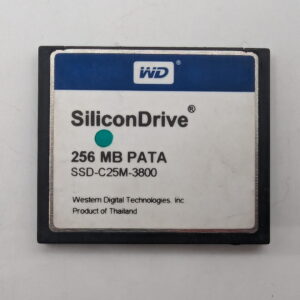 WD
SiliconDrive®
256 MB PATA
SSD-C25M-3800
Western Digital Technologies, Inc
Product of Thailand